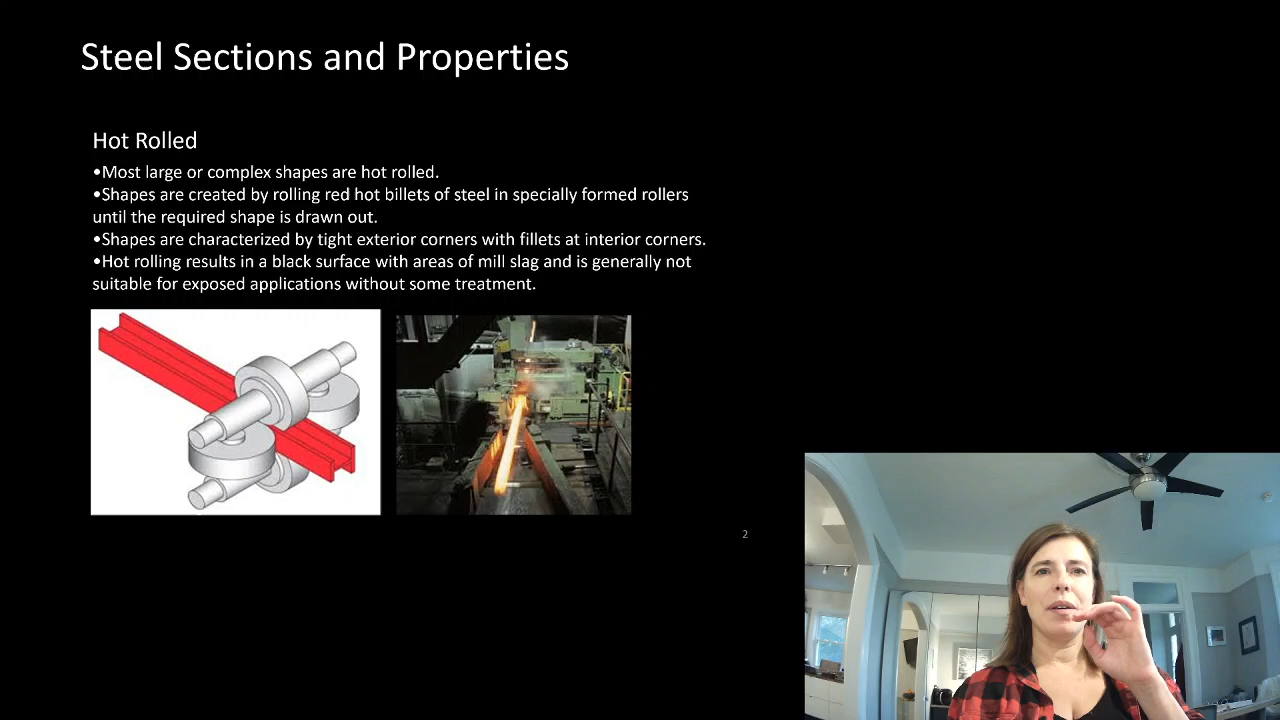 Steel Sections and Properties
Hot Rolled
•Most large or complex shapes are hot rolled.
•Shapes are created by rolling red hot billets of steel in specially formed rollers
until the required shape is drawn out.
•Shapes are characterized by tight exterior corners with fillets at interior corners.
•Hot rolling results in a black surface with areas of mill slag and is generally not
suitable for exposed applications without some treatment.
2